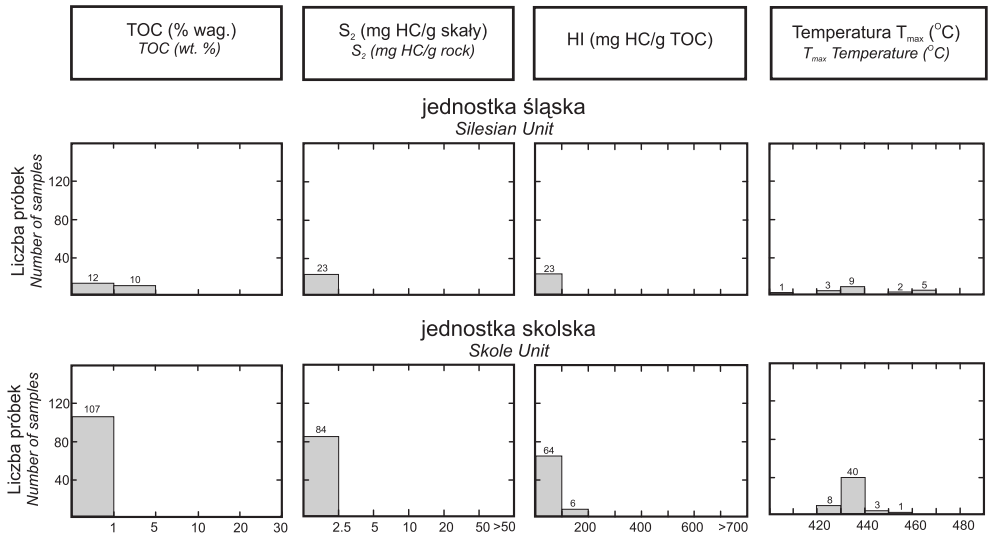 TOC (% wag.)
TOC (wt. %)
S₂ (mg HC/g skały)
S₂ (mg HC/g rock)
HI (mg HC/g TOC)
Temperatura Tmax (°C)
Tmax Temperature (°C)
jednostka śląska
Silesian Unit
Liczba próbek
Number of samples
120
80
40
12 10
23
23
1 3 9 2 5
jednostka skolska
Skole Unit
Liczba próbek
Number of samples
120
80
40
107
84
64 6
8 40 3 1
1 5 10 20 30
2.5 5 10 20 50 >50
200 400 600 >700
420 440 460 480